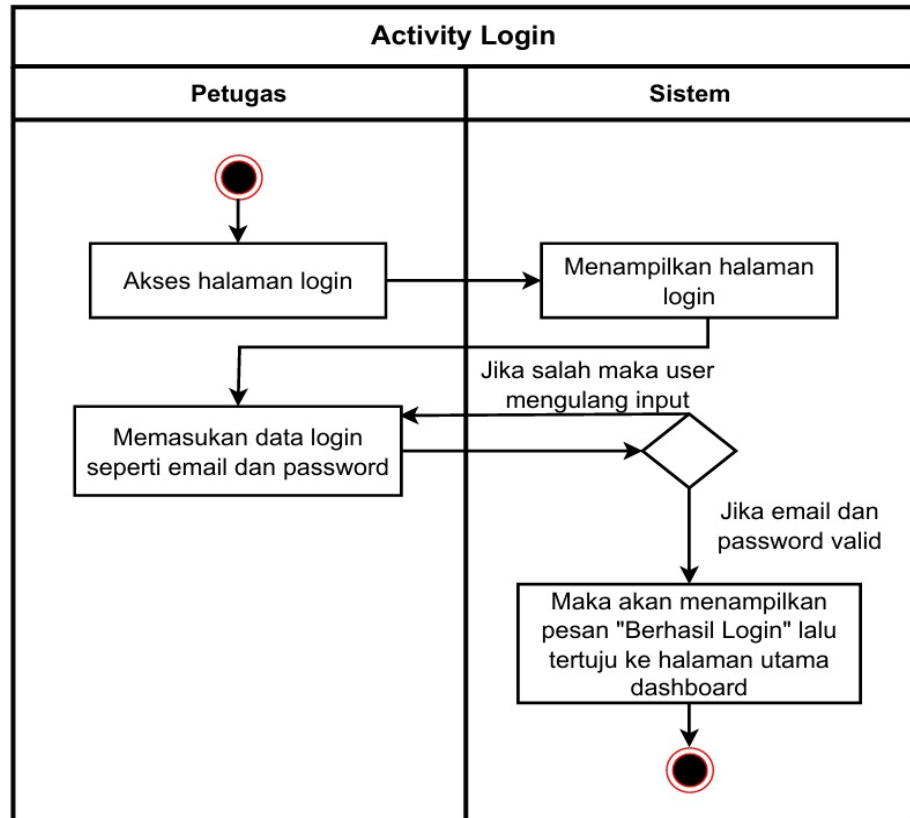 Activity Login
Petugas
Sistem
Akses halaman login
Menampilkan halaman
login
Jika salah maka user
mengulang input
Memasukan data login
seperti email dan password
Jika email dan
password valid
Maka akan menampilkan
pesan "Berhasil Login" lalu
tertuju ke halaman utama
dashboard